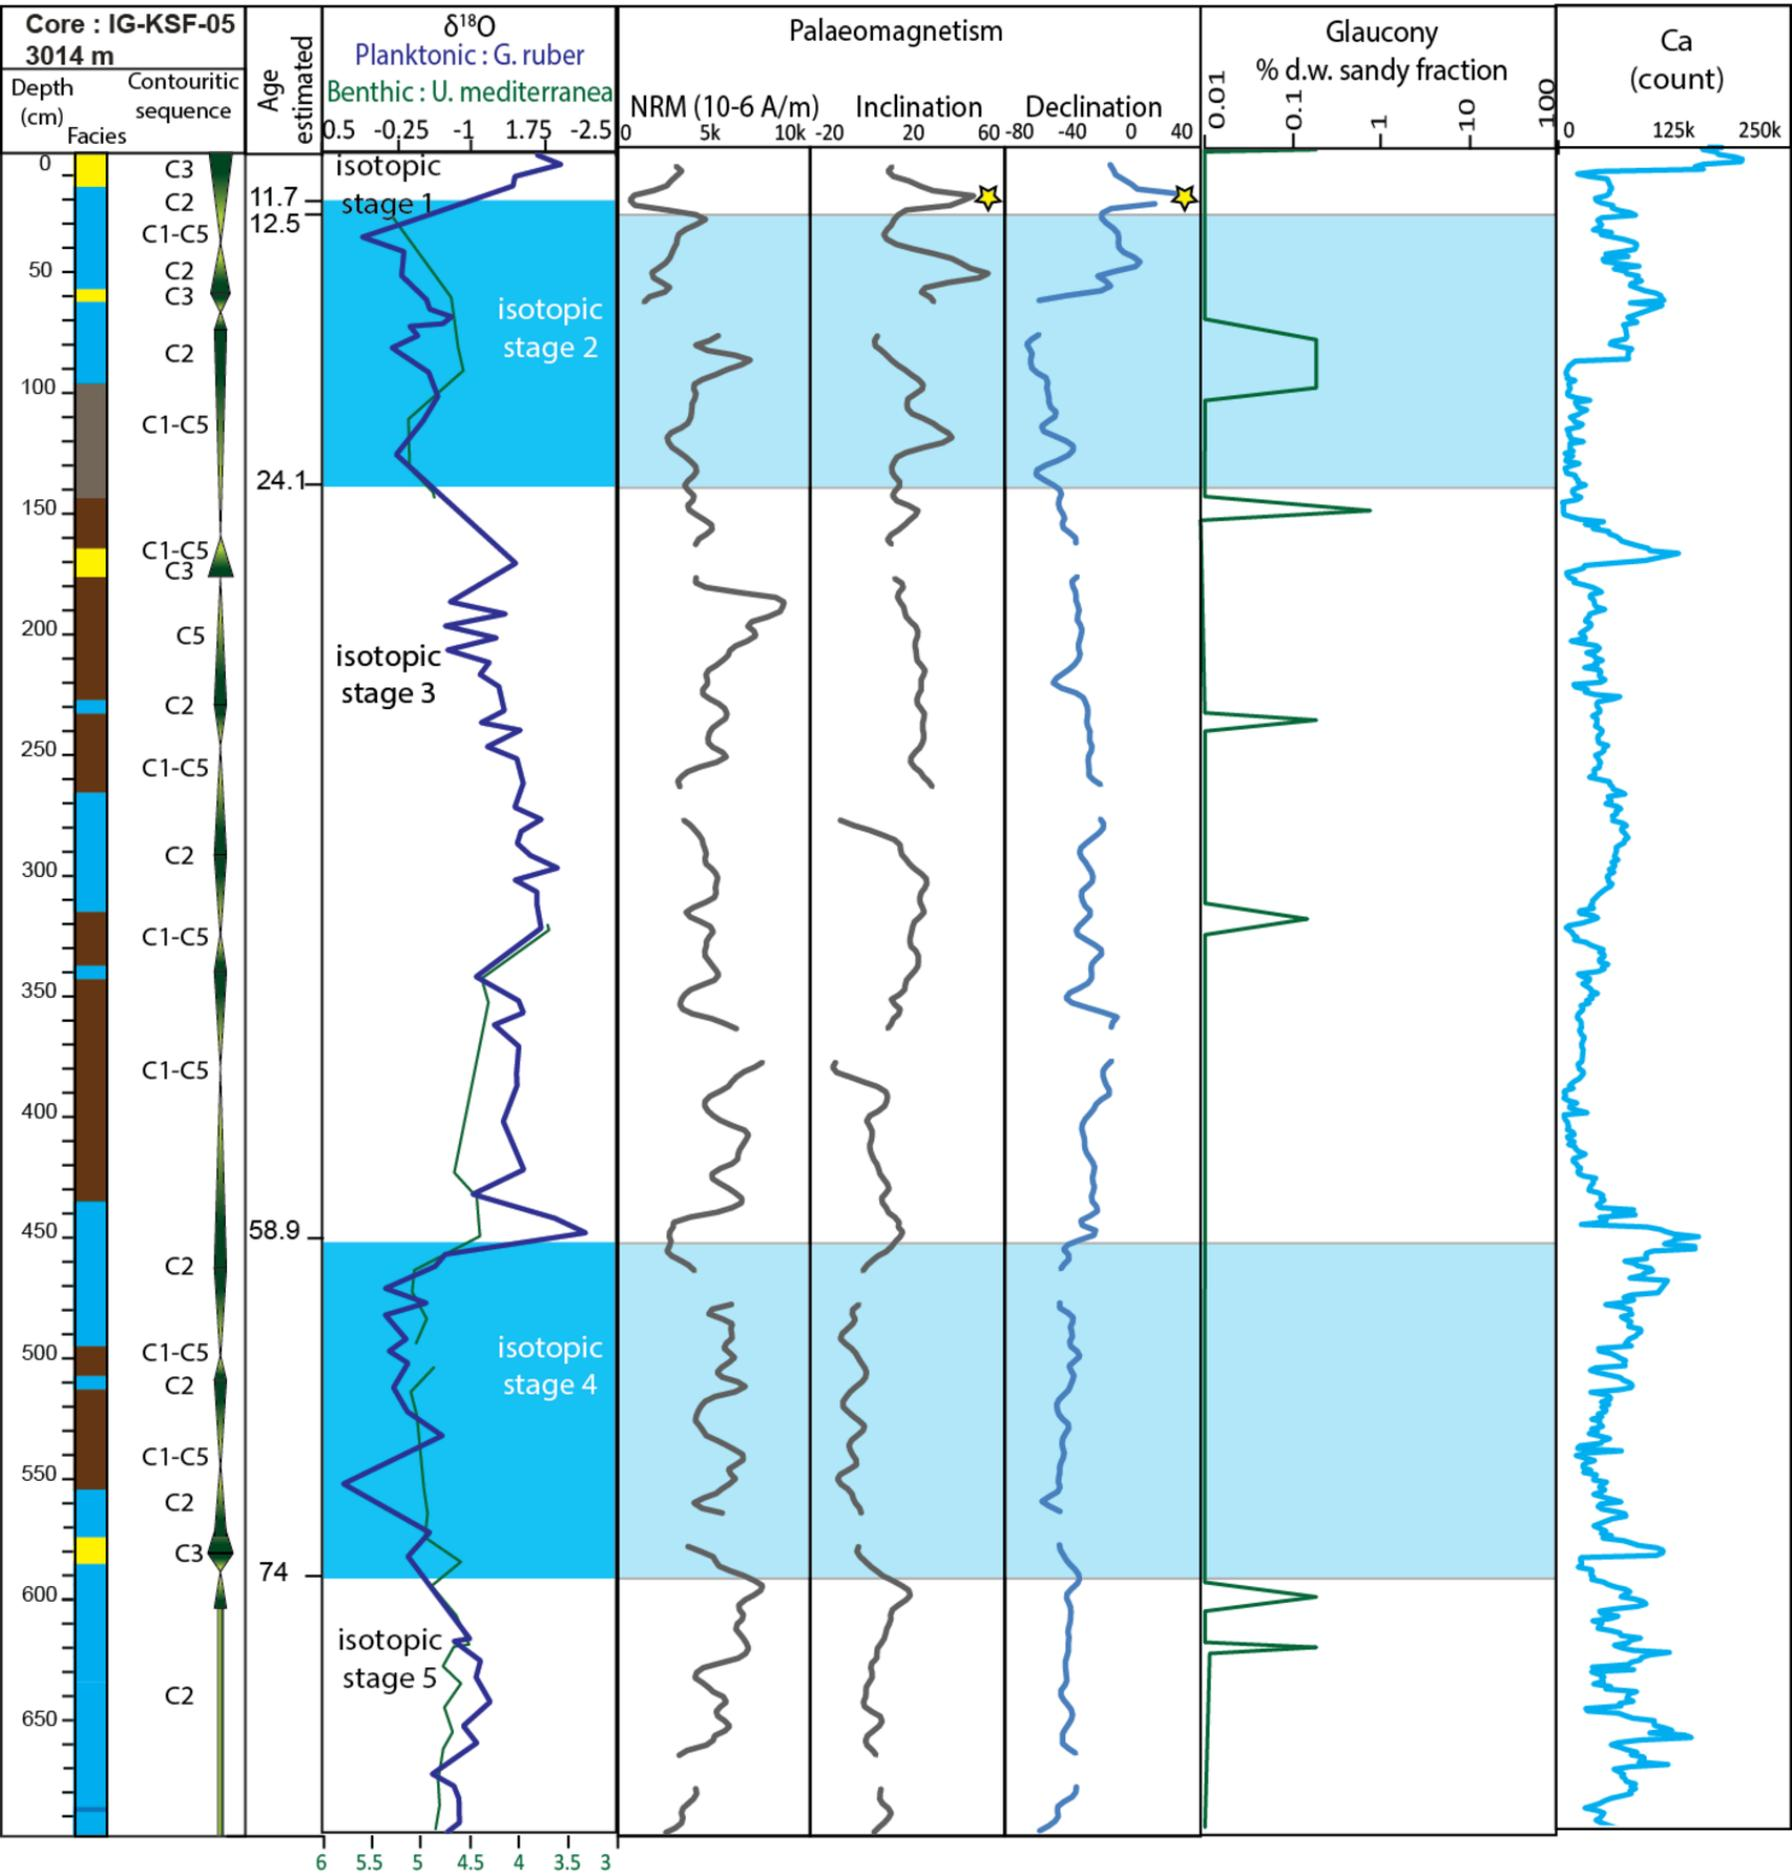 Core : IG-KSF-05
3014 m
Depth
(cm)
Facies
Contouritic
sequence
Age
estimated
δ¹⁸O
Planktonic : G. ruber
Benthic : U. mediterranea
0.5 -0.25 -1 1.75 -2.5
Palaeomagnetism
NRM (10-6 A/m) Inclination Declination
0 5k 10k -20 20 60 -80 -40 0 40
Glaucony
% d.w. sandy fraction
0.01 0.1 1 10 100
Ca
(count)
0 125k 250k
0
50
100
150
200
250
300
350
400
450
500
550
600
650
C3
C2
C1-C5
C2
C3
C2
C1-C5
C1-C5
C3
C5
C2
C1-C5
C2
C1-C5
C1-C5
C2
C1-C5
C2
C1-C5
C2
C3
C2
11.7
12.5
24.1
58.9
74
isotopic
stage 1
isotopic
stage 2
isotopic
stage 3
isotopic
stage 4
isotopic
stage 5
6 5.5 5 4.5 4 3.5 3